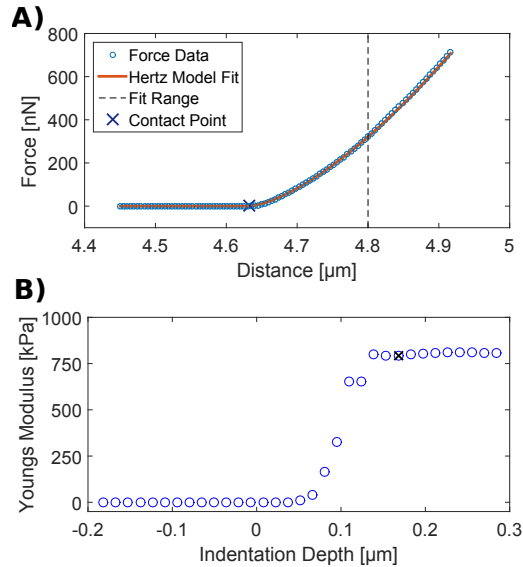 A)
800
600
400
200
0
Force [nN]
Force Data
Hertz Model Fit
Fit Range
Contact Point
4.4 4.5 4.6 4.7 4.8 4.9 5
Distance [µm]
B)
1000
750
500
250
0
Youngs Modulus [kPa]
-0.2 -0.1 0 0.1 0.2 0.3
Indentation Depth [µm]